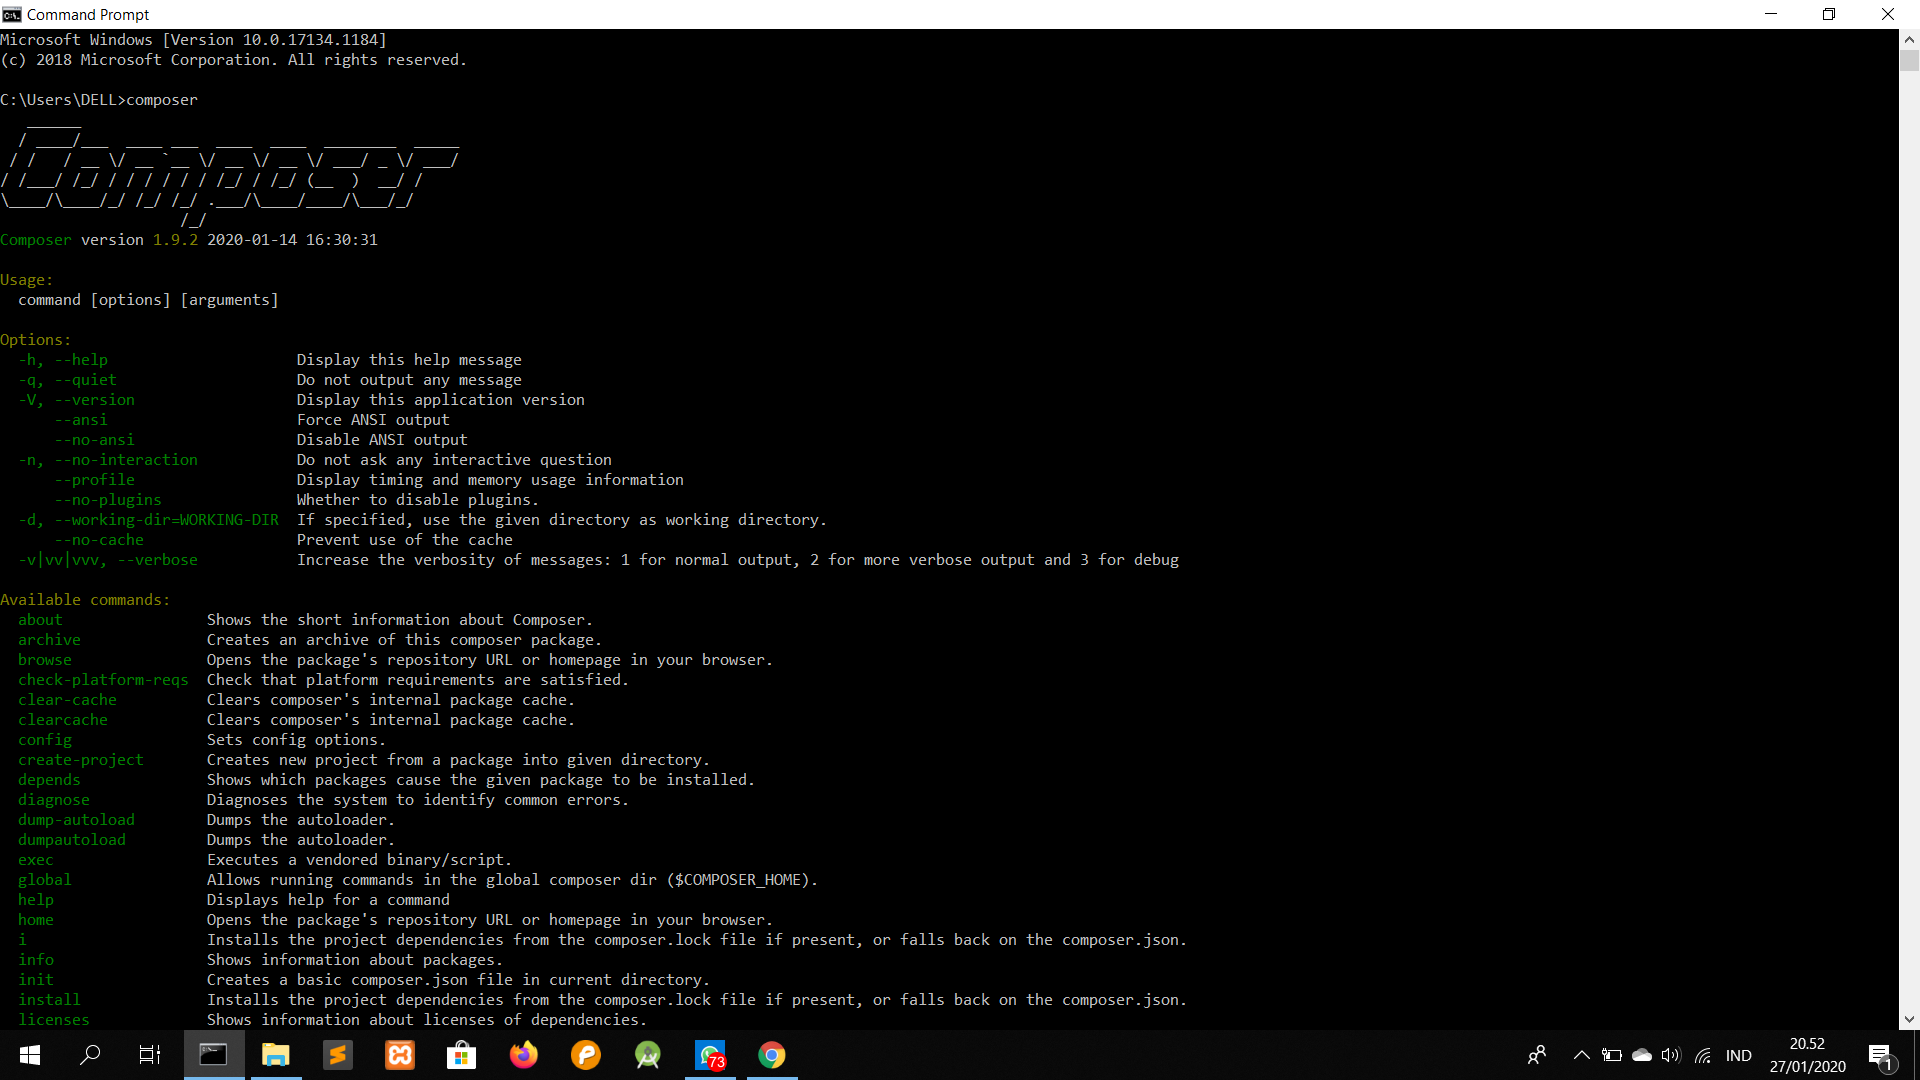 Command Prompt
Microsoft Windows [Version 10.0.17134.1184]
(c) 2018 Microsoft Corporation. All rights reserved.
C:\Users\DELL>composer
Composer
Composer version 1.9.2 2020-01-14 16:30:31
Usage:
  command [options] [arguments]
Options:
  -h, --help                     Display this help message
  -q, --quiet                    Do not output any message
  -V, --version                  Display this application version
      --ansi                     Force ANSI output
      --no-ansi                  Disable ANSI output
  -n, --no-interaction           Do not ask any interactive question
      --profile                  Display timing and memory usage information
      --no-plugins               Whether to disable plugins.
  -d, --working-dir=WORKING-DIR  If specified, use the given directory as working directory.
      --no-cache                 Prevent use of the cache
  -v|vv|vvv, --verbose           Increase the verbosity of messages: 1 for normal output, 2 for more verbose output and 3 for debug
Available commands:
  about                Shows the short information about Composer.
  archive              Creates an archive of this composer package.
  browse               Opens the package's repository URL or homepage in your browser.
  check-platform-reqs  Check that platform requirements are satisfied.
  clear-cache          Clears composer's internal package cache.
  clearcache           Clears composer's internal package cache.
  config               Sets config options.
  create-project       Creates new project from a package into given directory.
  depends              Shows which packages cause the given package to be installed.
  diagnose             Diagnoses the system to identify common errors.
  dump-autoload        Dumps the autoloader.
  dumpautoload         Dumps the autoloader.
  exec                 Executes a vendored binary/script.
  global               Allows running commands in the global composer dir ($COMPOSER_HOME).
  help                 Displays help for a command
  home                 Opens the package's repository URL or homepage in your browser.
  i                    Installs the project dependencies from the composer.lock file if present, or falls back on the composer.json.
  info                 Shows information about packages.
  init                 Creates a basic composer.json file in current directory.
  install              Installs the project dependencies from the composer.lock file if present, or falls back on the composer.json.
  licenses             Shows information about licenses of dependencies.
73
IND
20.52
27/01/2020
1